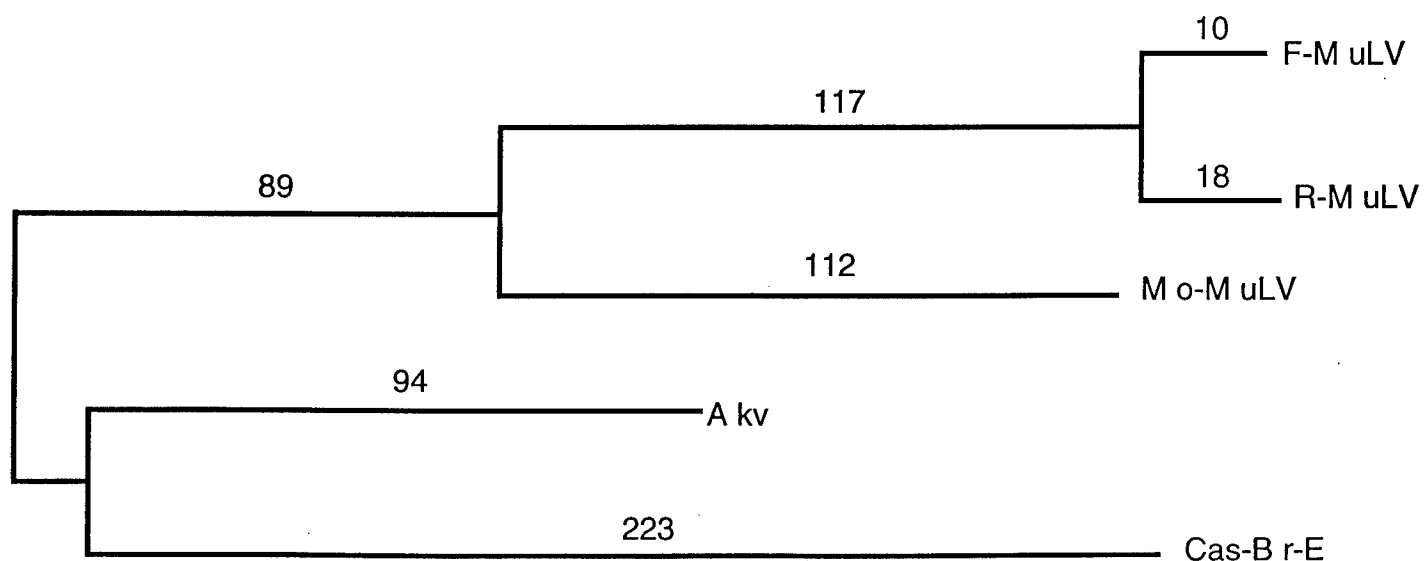 10
F-M uLV
117
18
R-M uLV
89
112
M o-M uLV
94
A kv
223
Cas-B r-E